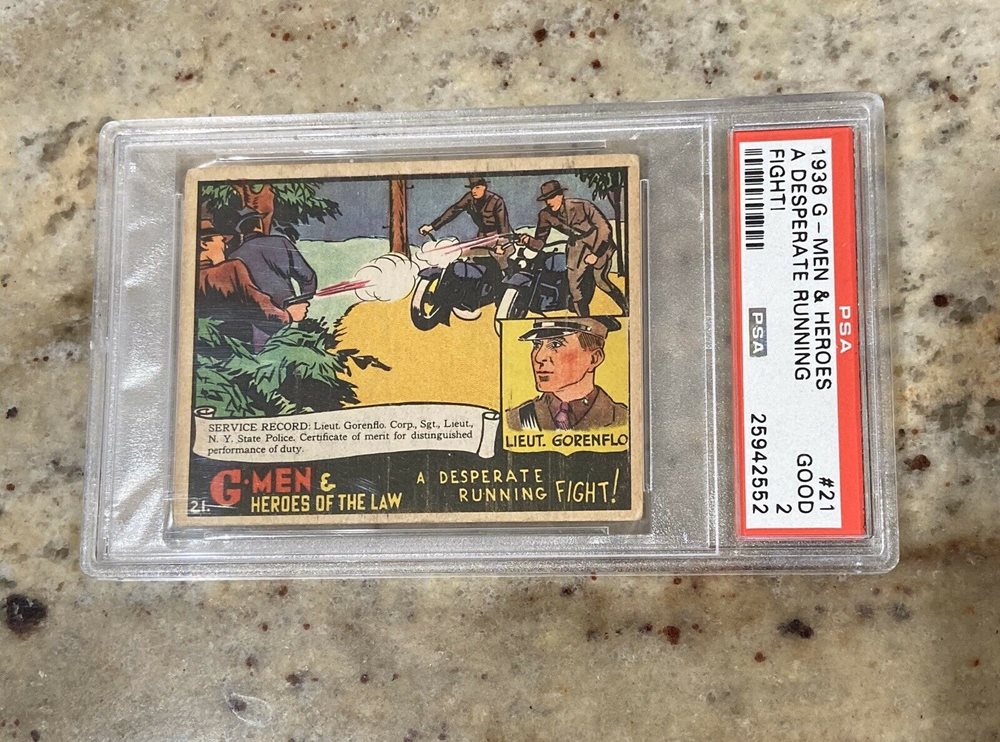 SERVICE RECORD: Lieut. Gorenflo. Corp., Sgt., Lieut.,
N. Y. State Police. Certificate of merit for distinguished
performance of duty.
LIEUT. GORENFLO
G-MEN &
HEROES OF THE LAW
A DESPERATE
RUNNING FIGHT!
21.
PSA
1936 G - MEN & HEROES #21
A DESPERATE RUNNING GOOD
FIGHT! 2
PSA 25942552